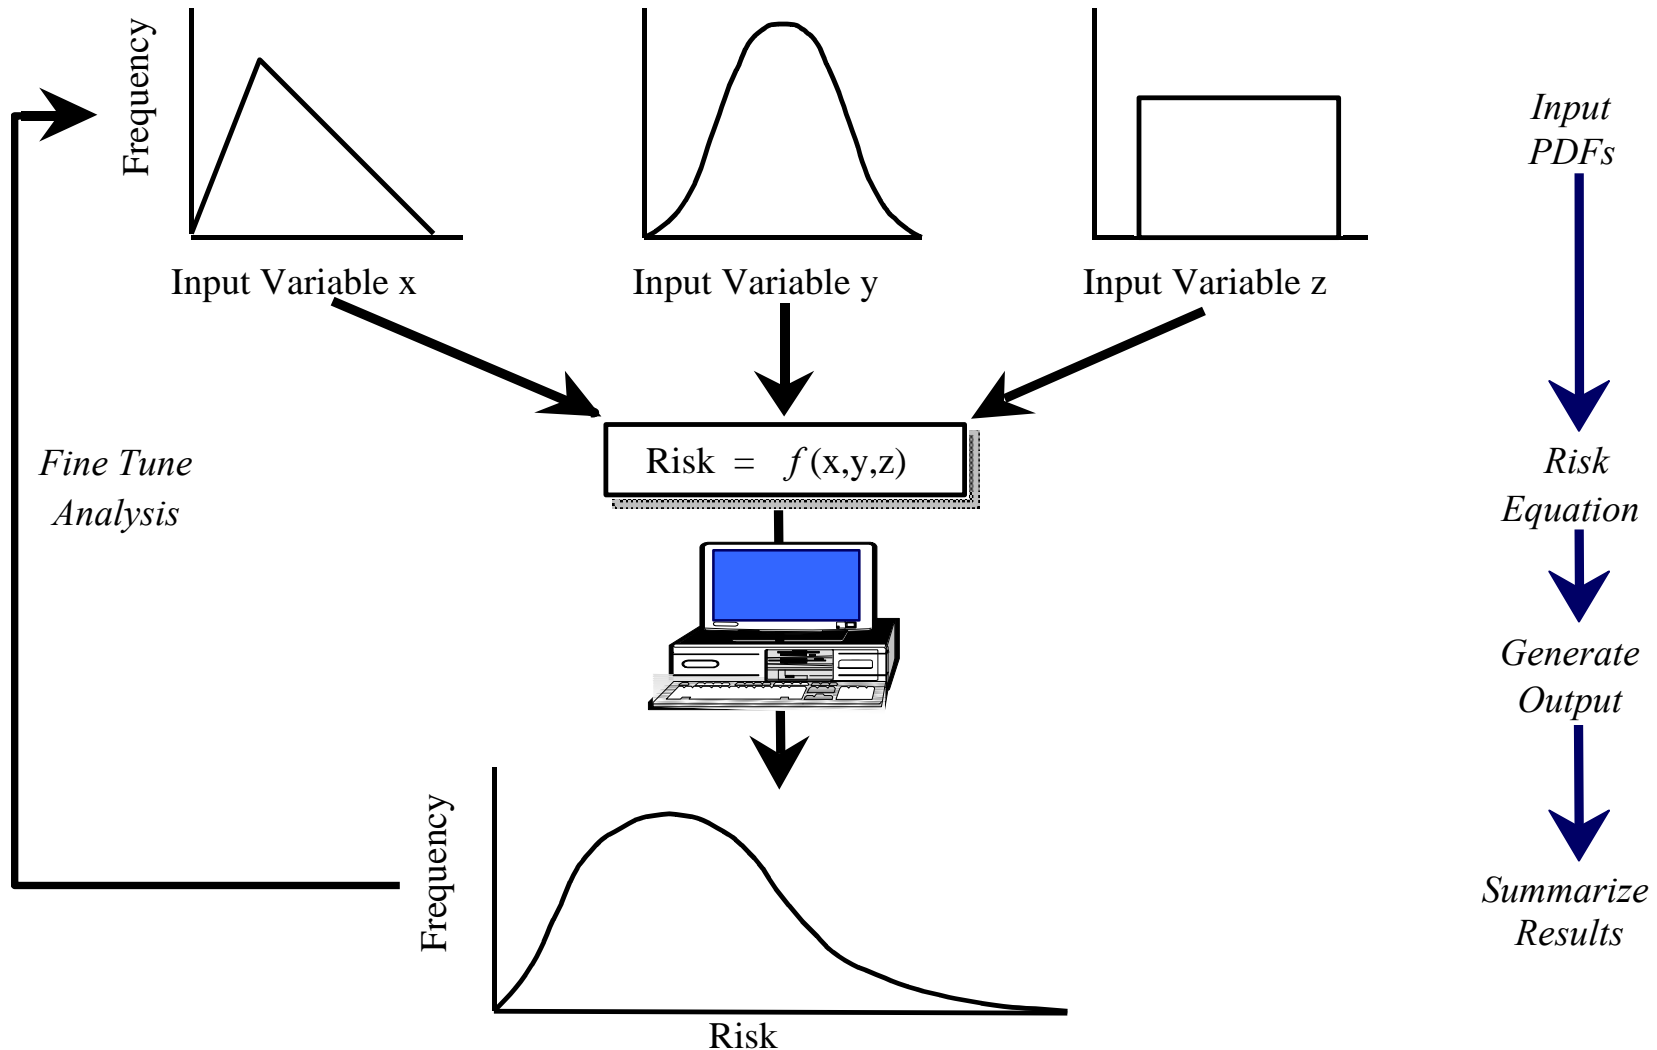 Frequency
Input Variable x
Input Variable y
Input Variable z
Input
PDFs
Fine Tune
Analysis
Risk = f(x,y,z)
Risk
Equation
Generate
Output
Frequency
Risk
Summarize
Results